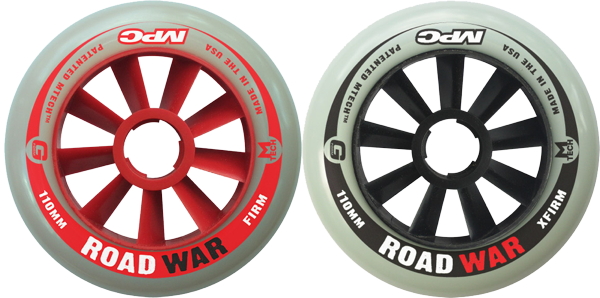 MPC
PATENTED MTECH™
MADE IN THE USA
G
M
TECH
110MM
FIRM
ROAD WAR
MPC
PATENTED MTECH™
MADE IN THE USA
G
M
TECH
110MM
XFIRM
ROAD WAR